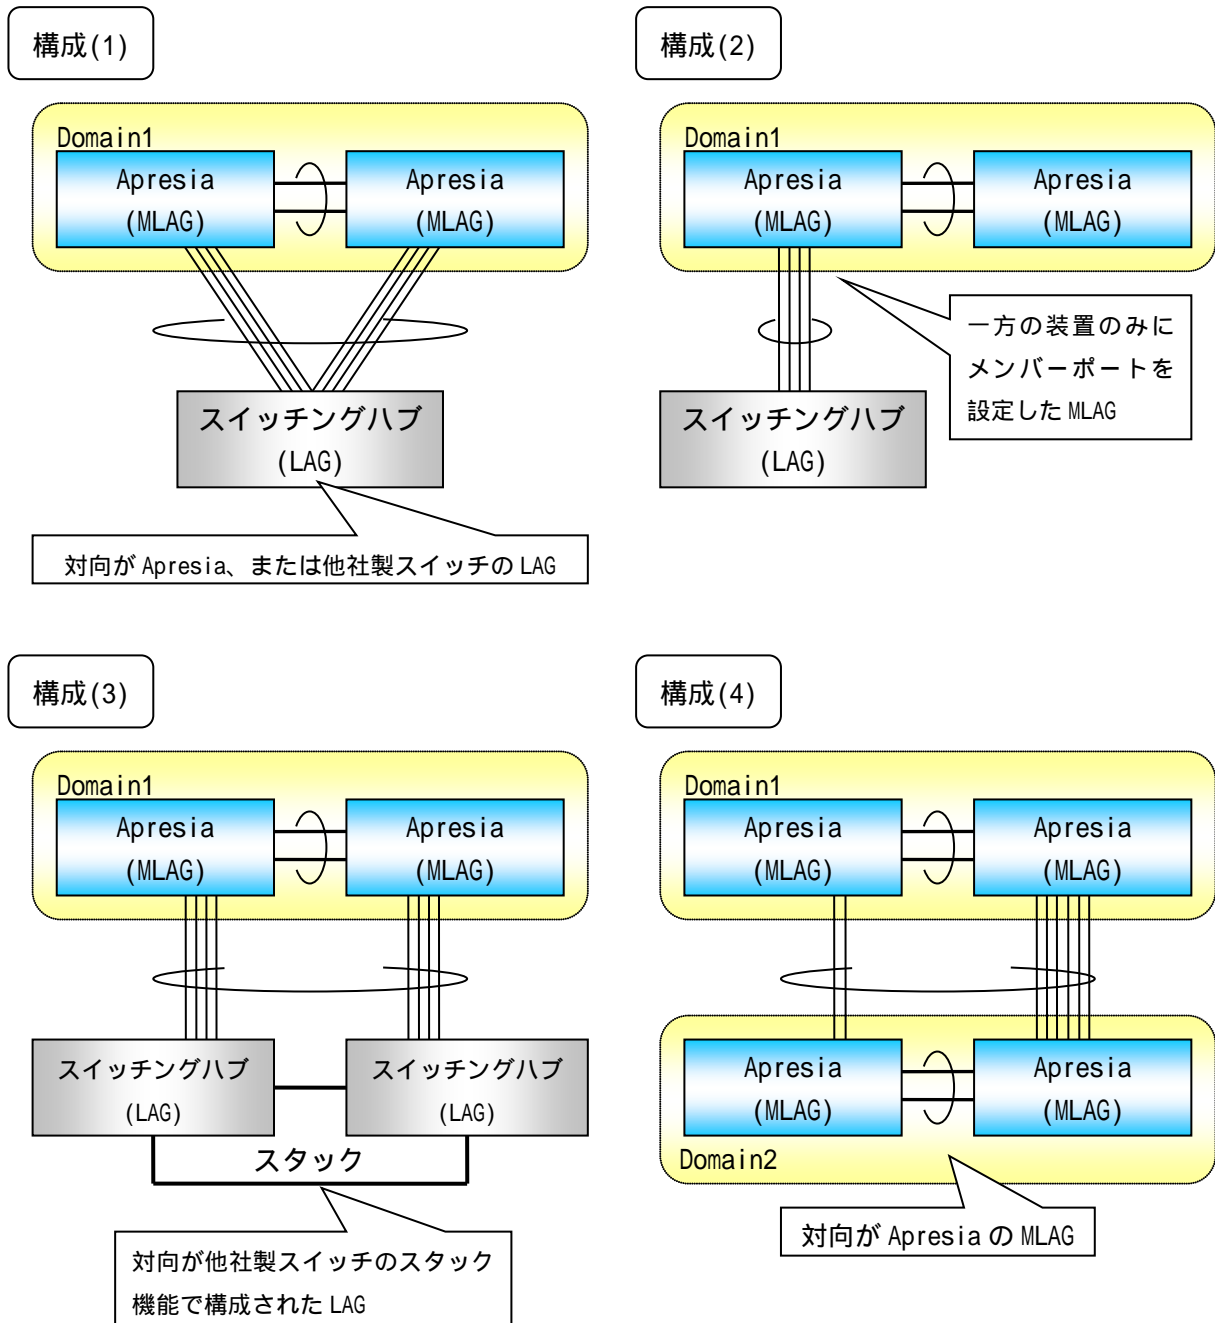 構成(1)
Domain1
Apresia
(MLAG)
Apresia
(MLAG)
スイッチングハブ
(LAG)
対向が Apresia、または他社製スイッチの LAG
構成(2)
Domain1
Apresia
(MLAG)
Apresia
(MLAG)
一方の装置のみに
メンバーポートを
設定した MLAG
スイッチングハブ
(LAG)
構成(3)
Domain1
Apresia
(MLAG)
Apresia
(MLAG)
スイッチングハブ
(LAG)
スイッチングハブ
(LAG)
スタック
対向が他社製スイッチのスタック
機能で構成された LAG
構成(4)
Domain1
Apresia
(MLAG)
Apresia
(MLAG)
Apresia
(MLAG)
Apresia
(MLAG)
Domain2
対向が Apresia の MLAG